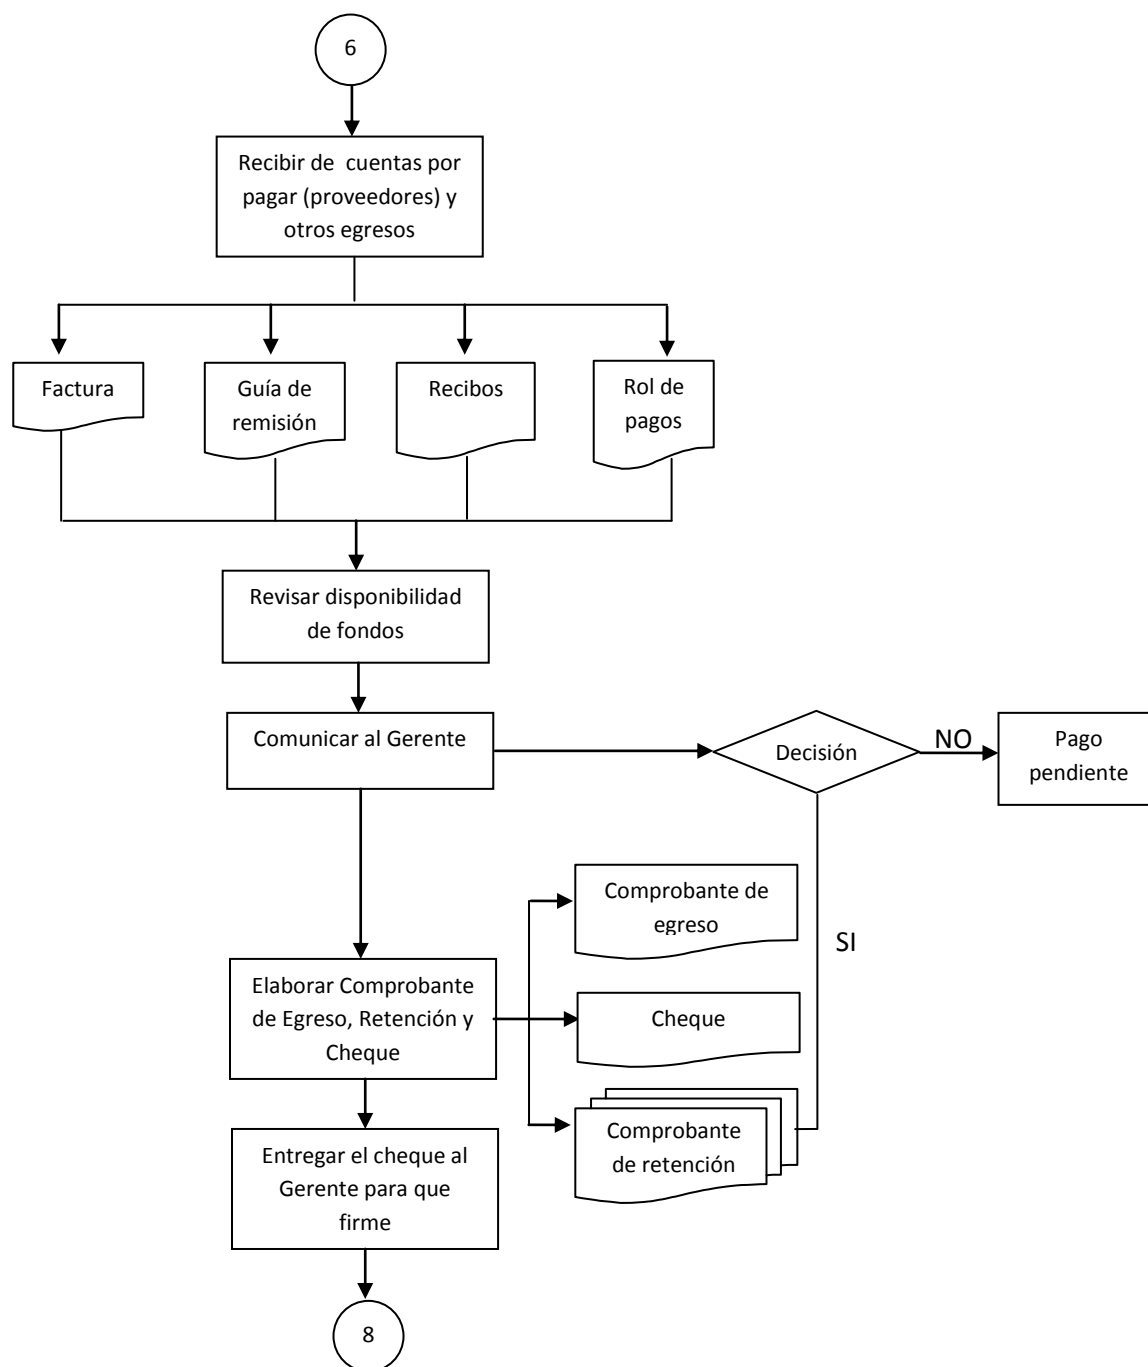 6
Recibir de cuentas por
pagar (proveedores) y
otros egresos
Factura
Guía de
remisión
Recibos
Rol de
pagos
Revisar disponibilidad
de fondos
Comunicar al Gerente
Decisión
NO
Pago
pendiente
Comprobante de
egreso
SI
Elaborar Comprobante
de Egreso, Retención y
Cheque
Cheque
Comprobante
de retención
Entregar el cheque al
Gerente para que
firme
8